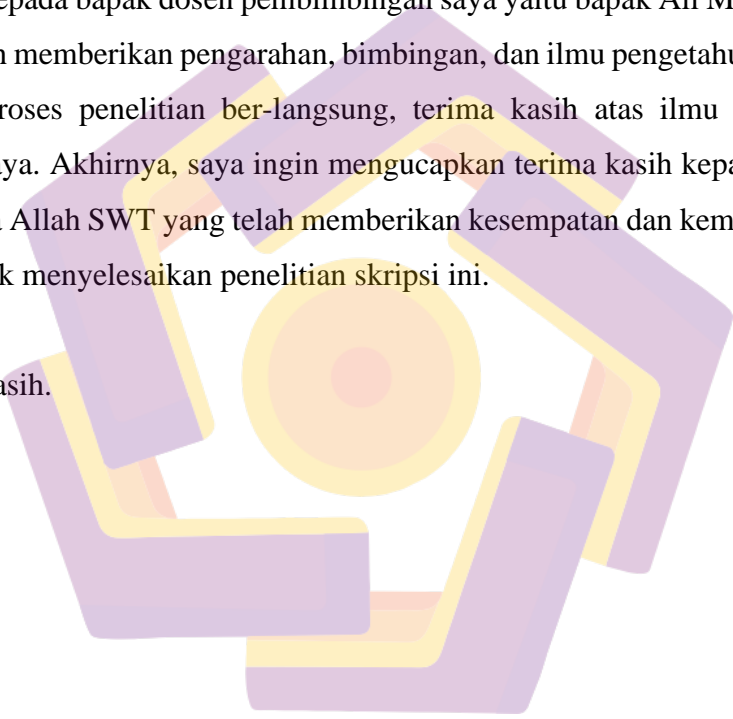 epada bapak dosen pembimbingan saya yaitu bapak Ali M
memberikan pengarahan, bimbingan, dan ilmu pengetahu
roses penelitian ber-langsung, terima kasih atas ilmu
aya. Akhirnya, saya ingin mengucapkan terima kasih kepa
Allah SWT yang telah memberikan kesempatan dan kem
k menyelesaikan penelitian skripsi ini.
asih.